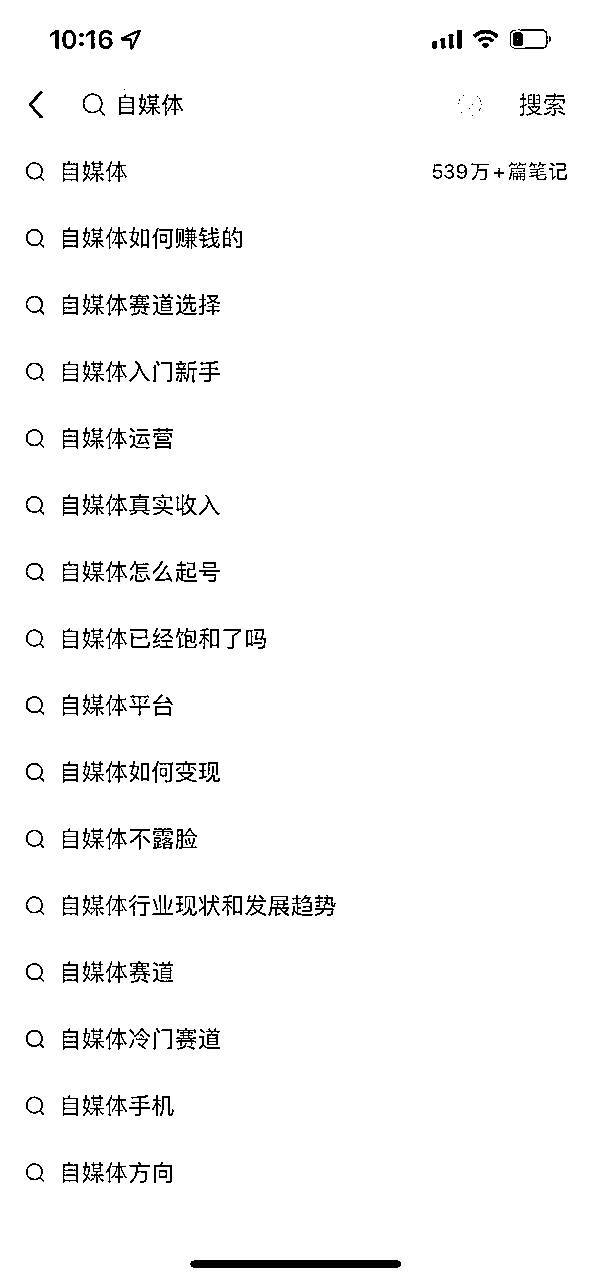 10:16
自媒体 搜索
自媒体 539万+篇笔记
自媒体如何赚钱的
自媒体赛道选择
自媒体入门新手
自媒体运营
自媒体真实收入
自媒体怎么起号
自媒体已经饱和了吗
自媒体平台
自媒体如何变现
自媒体不露脸
自媒体行业现状和发展趋势
自媒体赛道
自媒体冷门赛道
自媒体手机
自媒体方向